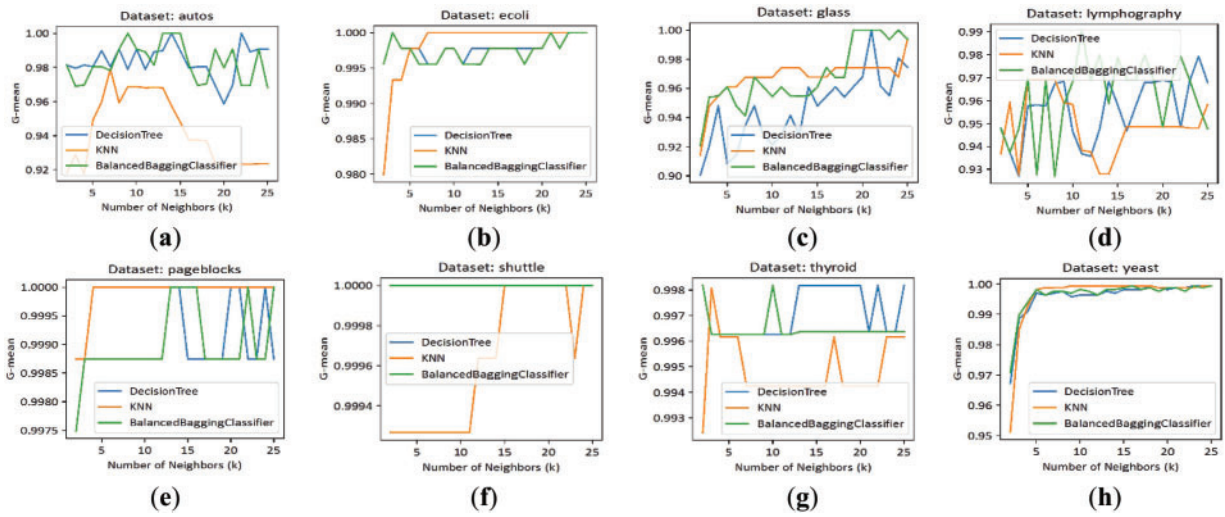 Dataset: autos
G-mean
1.00
0.98
0.96
0.94
0.92
DecisionTree
KNN
BalancedBaggingClassifier
5 10 15 20 25
Number of Neighbors (k)
(a)
Dataset: ecoli
G-mean
1.000
0.995
0.990
0.985
0.980
DecisionTree
KNN
BalancedBaggingClassifier
5 10 15 20 25
Number of Neighbors (k)
(b)
Dataset: glass
G-mean
1.00
0.98
0.96
0.94
0.92
0.90
DecisionTree
KNN
BalancedBaggingClassifier
5 10 15 20 25
Number of Neighbors (k)
(c)
Dataset: lymphography
G-mean
0.99
0.98
0.97
0.96
0.95
0.93
DecisionTree
KNN
BalancedBaggingClassifier
5 10 15 20 25
Number of Neighbors (k)
(d)
Dataset: pageblocks
G-mean
1.0000
0.9995
0.9990
0.9985
0.9980
0.9975
DecisionTree
KNN
BalancedBaggingClassifier
5 10 15 20 25
Number of Neighbors (k)
(e)
Dataset: shuttle
G-mean
1.0000
0.9998
0.9996
0.9994
DecisionTree
KNN
BalancedBaggingClassifier
5 10 15 20 25
Number of Neighbors (k)
(f)
Dataset: thyroid
G-mean
0.998
0.997
0.996
0.994
0.993
DecisionTree
KNN
BalancedBaggingClassifier
5 10 15 20 25
Number of Neighbors (k)
(g)
Dataset: yeast
G-mean
1.00
0.99
0.98
0.97
0.96
0.95
DecisionTree
KNN
BalancedBaggingClassifier
5 10 15 20 25
Number of Neighbors (k)
(h)